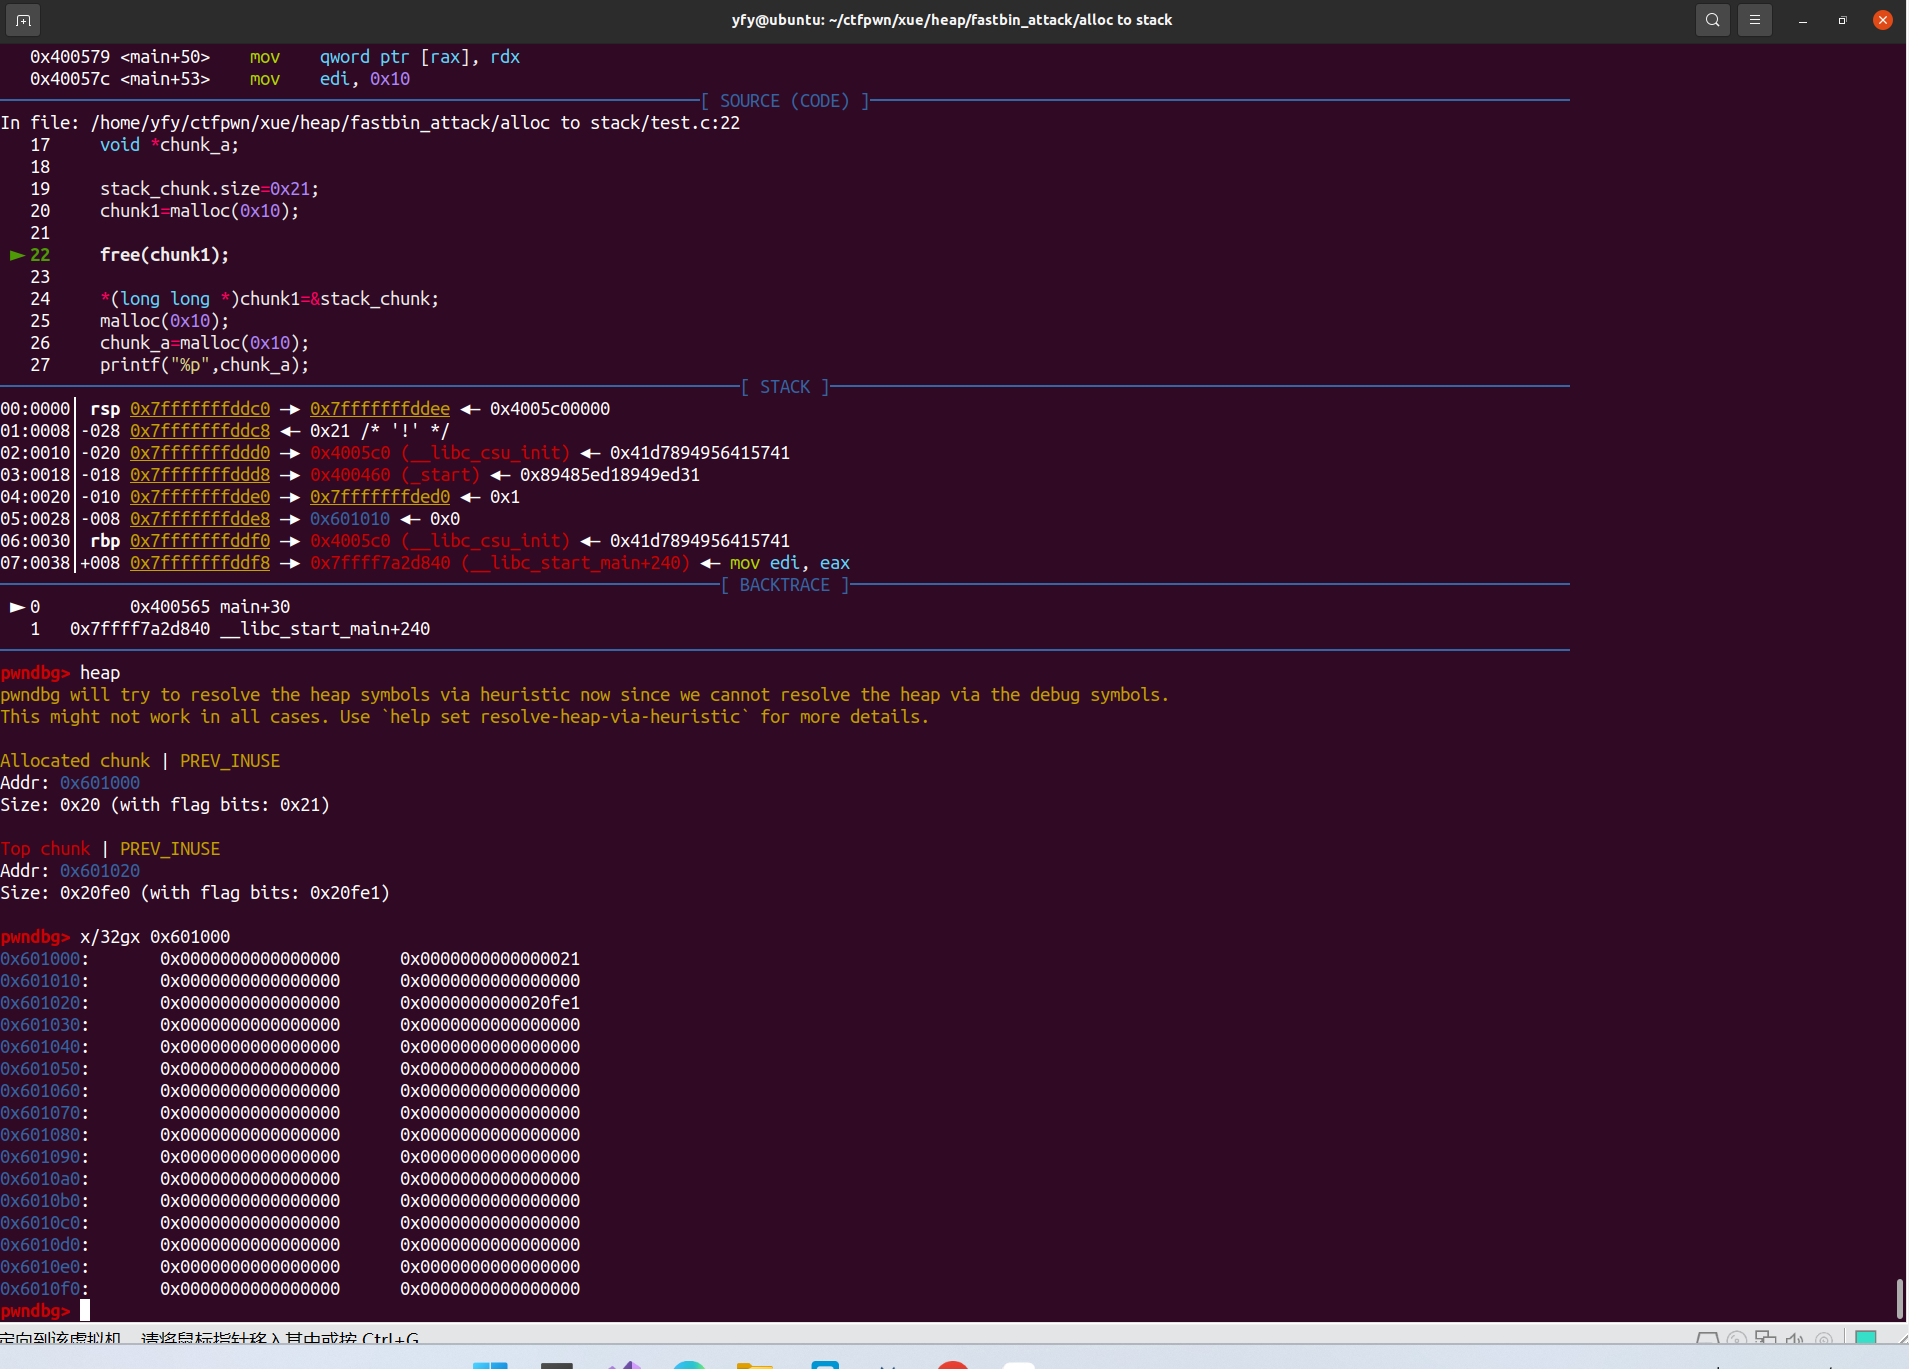 yfy@ubuntu: ~/ctfpwn/xue/heap/fastbin_attack/alloc to stack
0x400579 <main+50>    mov    qword ptr [rax], rdx
0x40057c <main+53>    mov    edi, 0x10
[ SOURCE (CODE) ]
In file: /home/yfy/ctfpwn/xue/heap/fastbin_attack/alloc to stack/test.c:22
17     void *chunk_a;
18
19     stack_chunk.size=0x21;
20     chunk1=malloc(0x10);
21
► 22     free(chunk1);
23
24     *(long long *)chunk1=&stack_chunk;
25     malloc(0x10);
26     chunk_a=malloc(0x10);
27     printf("%p",chunk_a);
[ STACK ]
00:0000│ rsp 0x7fffffffddc0 —▸ 0x7fffffffddee ◂— 0x4005c00000
01:0008│-028 0x7fffffffddc8 ◂— 0x21 /* '!' */
02:0010│-020 0x7fffffffddd0 —▸ 0x4005c0 (__libc_csu_init) ◂— 0x41d7894956415741
03:0018│-018 0x7fffffffddd8 —▸ 0x400460 (_start) ◂— 0x89485ed18949ed31
04:0020│-010 0x7fffffffdde0 —▸ 0x7fffffffded0 ◂— 0x1
05:0028│-008 0x7fffffffdde8 —▸ 0x601010 ◂— 0x0
06:0030│ rbp 0x7fffffffddf0 —▸ 0x4005c0 (__libc_csu_init) ◂— 0x41d7894956415741
07:0038│+008 0x7fffffffddf8 —▸ 0x7ffff7a2d840 (__libc_start_main+240) ◂— mov edi, eax
[ BACKTRACE ]
► 0         0x400565 main+30
1   0x7ffff7a2d840 __libc_start_main+240
pwndbg> heap
pwndbg will try to resolve the heap symbols via heuristic now since we cannot resolve the heap via the debug symbols.
This might not work in all cases. Use `help set resolve-heap-via-heuristic` for more details.
Allocated chunk | PREV_INUSE
Addr: 0x601000
Size: 0x20 (with flag bits: 0x21)
Top chunk | PREV_INUSE
Addr: 0x601020
Size: 0x20fe0 (with flag bits: 0x20fe1)
pwndbg> x/32gx 0x601000
0x601000:       0x0000000000000000      0x0000000000000021
0x601010:       0x0000000000000000      0x0000000000000000
0x601020:       0x0000000000000000      0x0000000000020fe1
0x601030:       0x0000000000000000      0x0000000000000000
0x601040:       0x0000000000000000      0x0000000000000000
0x601050:       0x0000000000000000      0x0000000000000000
0x601060:       0x0000000000000000      0x0000000000000000
0x601070:       0x0000000000000000      0x0000000000000000
0x601080:       0x0000000000000000      0x0000000000000000
0x601090:       0x0000000000000000      0x0000000000000000
0x6010a0:       0x0000000000000000      0x0000000000000000
0x6010b0:       0x0000000000000000      0x0000000000000000
0x6010c0:       0x0000000000000000      0x0000000000000000
0x6010d0:       0x0000000000000000      0x0000000000000000
0x6010e0:       0x0000000000000000      0x0000000000000000
0x6010f0:       0x0000000000000000      0x0000000000000000
pwndbg>
定向到该虚拟机，请将鼠标指针移入其中或按 Ctrl+G